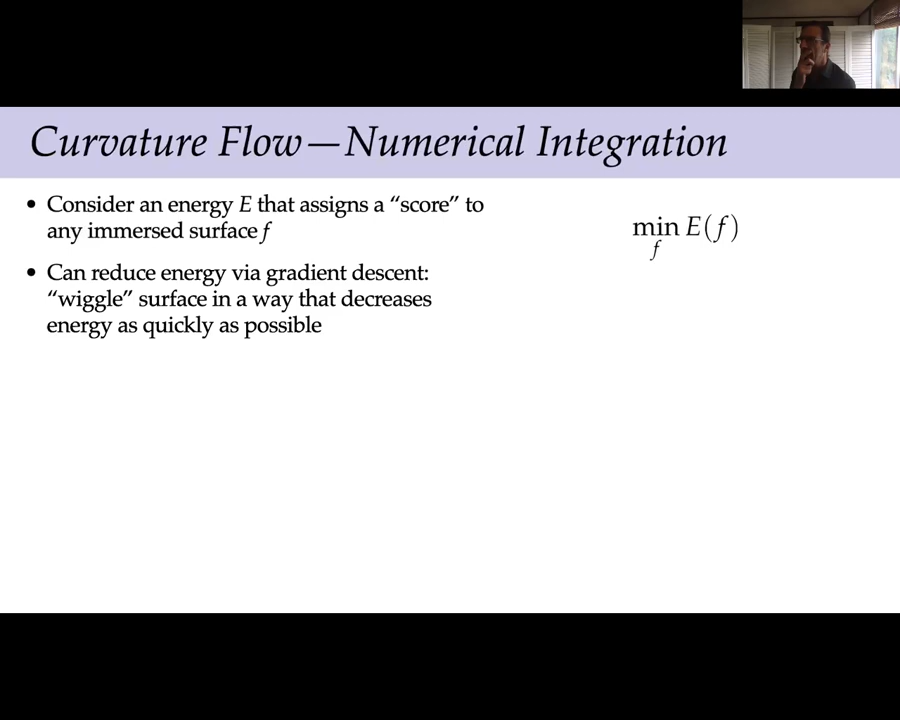 Curvature Flow—Numerical Integration
• Consider an energy E that assigns a “score” to
any immersed surface f
min E(f)
f
• Can reduce energy via gradient descent:
“wiggle” surface in a way that decreases
energy as quickly as possible